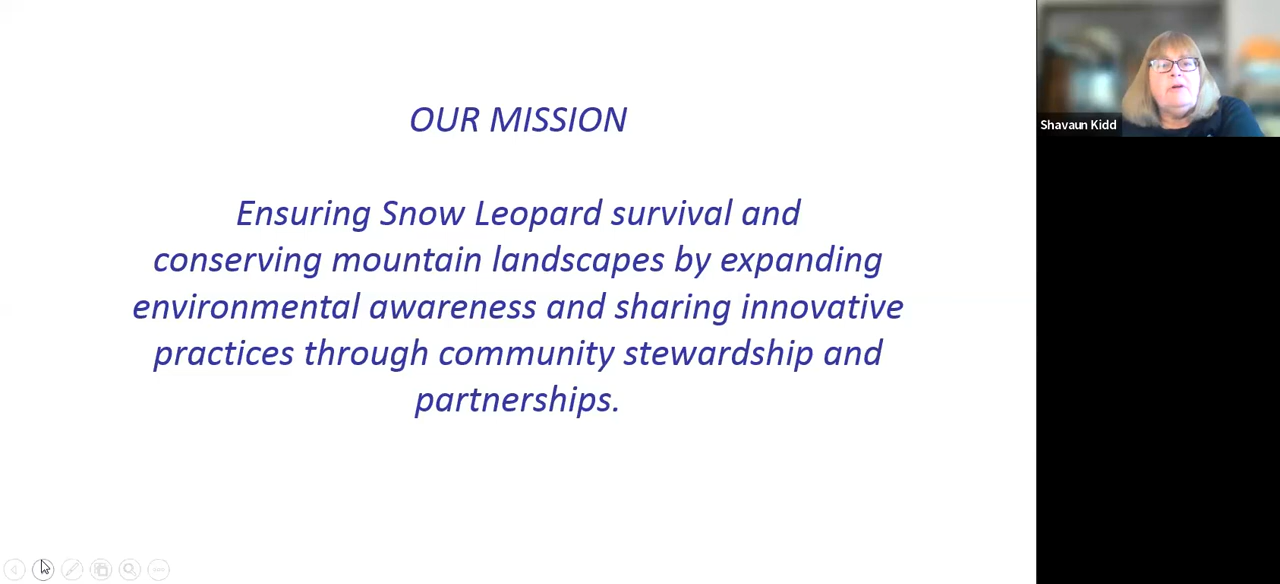 OUR MISSION
Ensuring Snow Leopard survival and
conserving mountain landscapes by expanding
environmental awareness and sharing innovative
practices through community stewardship and
partnerships.
Shavaun Kidd